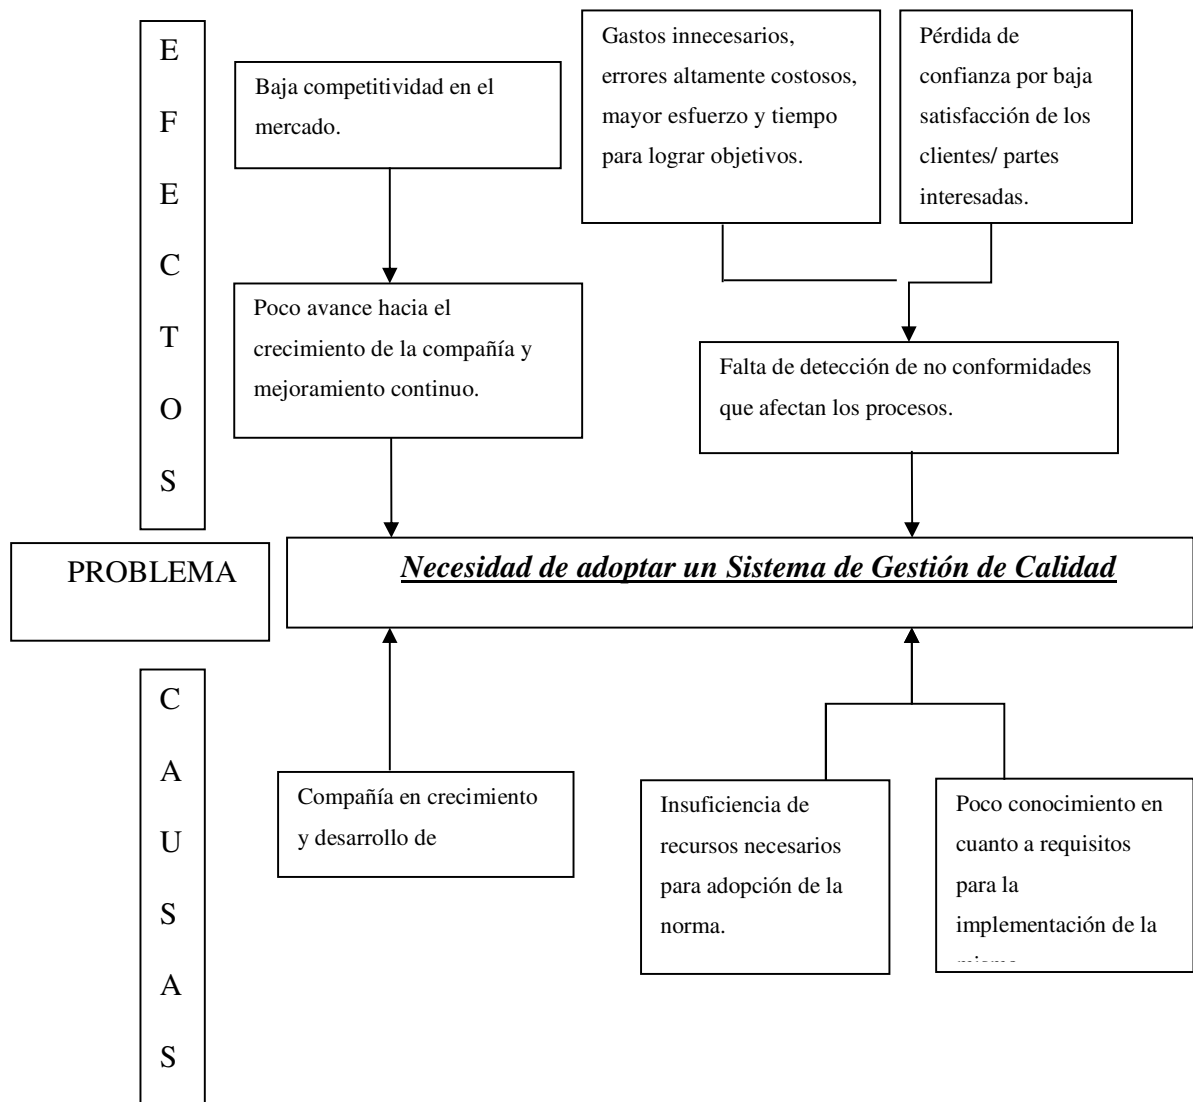 EFECTOS
Baja competitividad en el
mercado.
Gastos innecesarios,
errores altamente costosos,
mayor esfuerzo y tiempo
para lograr objetivos.
Pérdida de
confianza por baja
satisfacción de los
clientes/ partes
interesadas.
Poco avance hacia el
crecimiento de la compañía y
mejoramiento continuo.
Falta de detección de no conformidades
que afectan los procesos.
PROBLEMA
Necesidad de adoptar un Sistema de Gestión de Calidad
CAUSAS
Compañía en crecimiento
y desarrollo de
Insuficiencia de
recursos necesarios
para adopción de la
norma.
Poco conocimiento en
cuanto a requisitos
para la
implementación de la